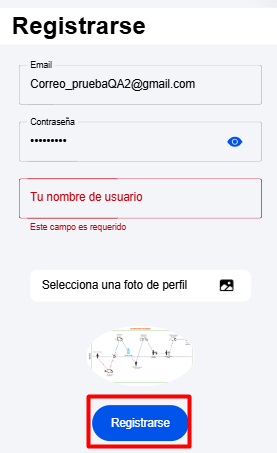 Registrarse
Email
Correo_pruebaQA2@gmail.com
Contraseña
•••••••••
Tu nombre de usuario
Este campo es requerido
Selecciona una foto de perfil
Registrarse